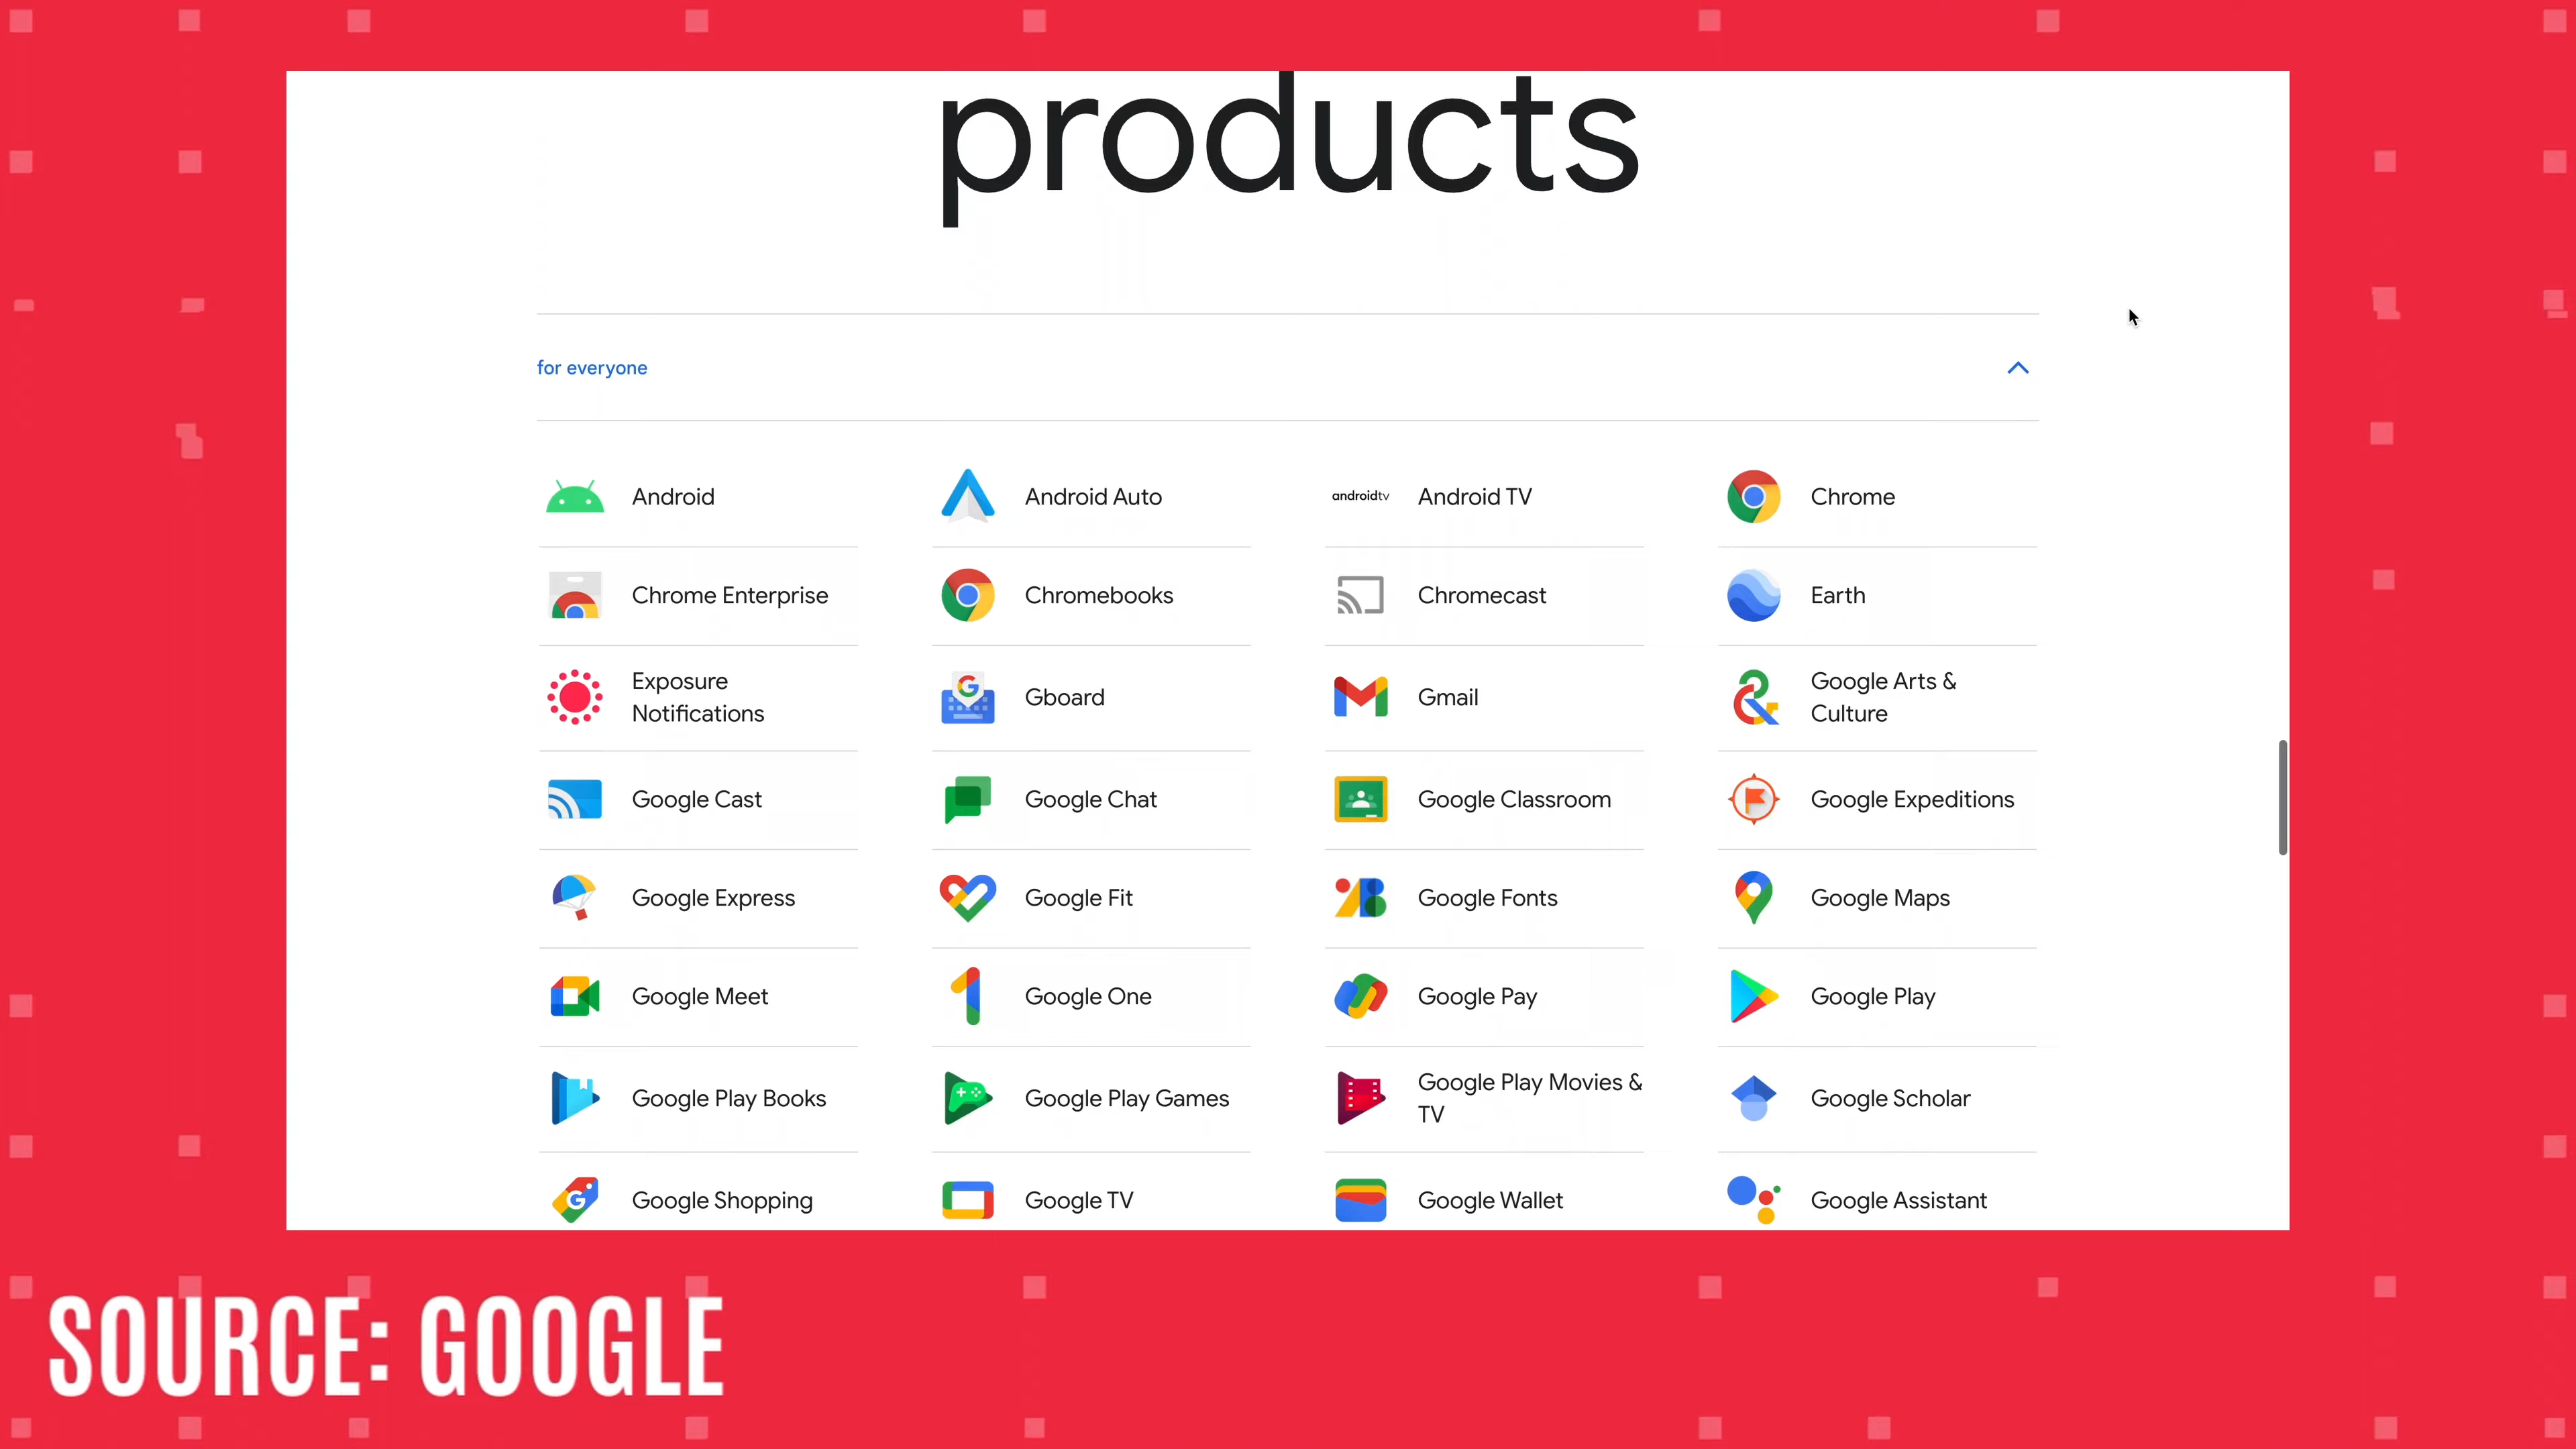 products
for everyone
Android
Android Auto
androidtv
Android TV
Chrome
Chrome Enterprise
Chromebooks
Chromecast
Earth
Exposure
Notifications
Gboard
Gmail
Google Arts &
Culture
Google Cast
Google Chat
Google Classroom
Google Expeditions
Google Express
Google Fit
Google Fonts
Google Maps
Google Meet
Google One
Google Pay
Google Play
Google Play Books
Google Play Games
Google Play Movies &
TV
Google Scholar
Google Shopping
Google TV
Google Wallet
Google Assistant
SOURCE: GOOGLE